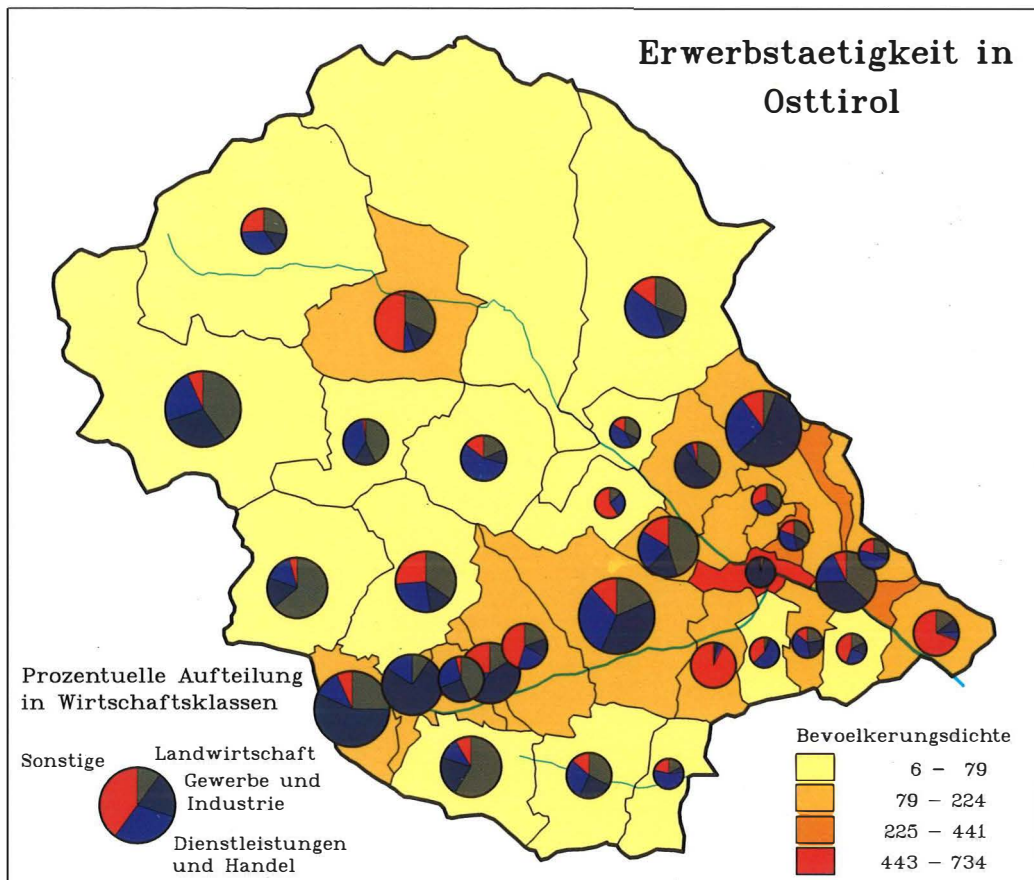 Erwerbstaetigkeit in
Osttirol
Prozentuelle Aufteilung
in Wirtschaftsklassen
Sonstige
Landwirtschaft
Gewerbe und
Industrie
Dienstleistungen
und Handel
Bevoelkerungsdichte
6 - 79
79 - 224
225 - 441
443 - 734